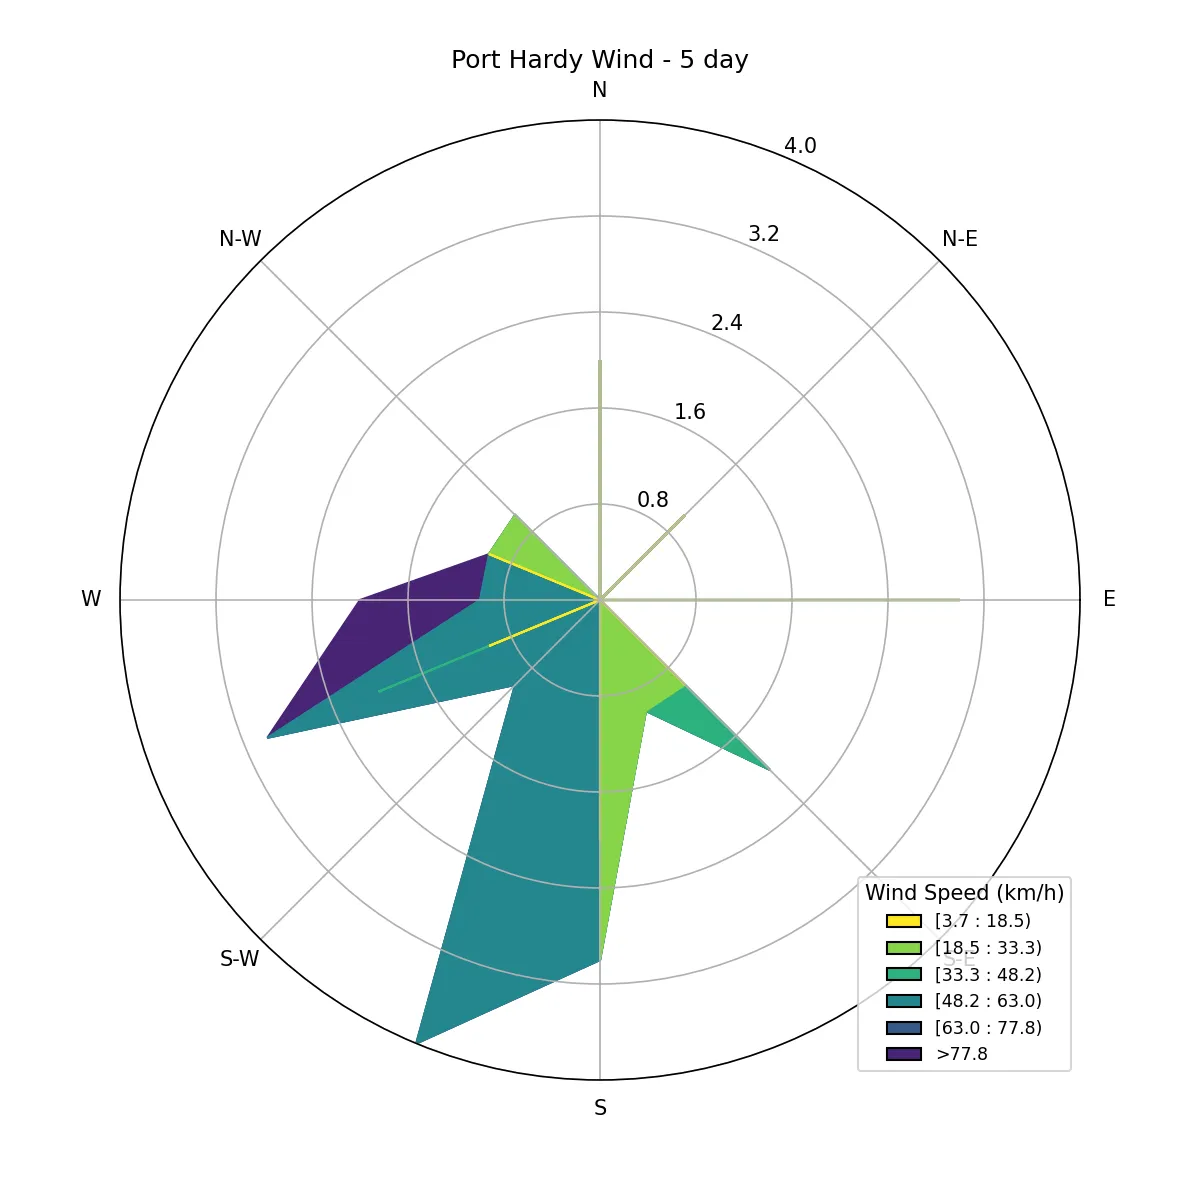 Port Hardy Wind - 5 day
N
4.0
N-W
3.2
N-E
2.4
1.6
0.8
W
E
Wind Speed (km/h)
[3.7 : 18.5)
[18.5 : 33.3)
S-W
S-E
[33.3 : 48.2)
[48.2 : 63.0)
[63.0 : 77.8)
>77.8
S